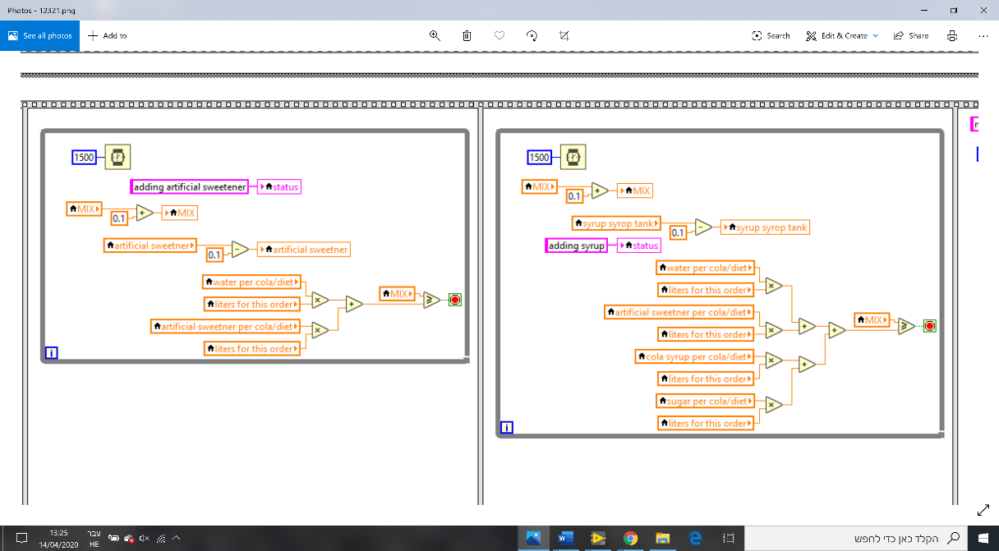 Photos - 12321.png
See all photos
Add to
Search
Edit & Create
Share
1500
adding artificial sweetener
status
MIX
0.1
MIX
artificial sweetner
0.1
artificial sweetner
water per cola/diet
liters for this order
MIX
artificial sweetner per cola/diet
liters for this order
i
1500
MIX
0.1
MIX
syrup syrop tank
0.1
syrup syrop tank
adding syrup
status
water per cola/diet
liters for this order
artificial sweetner per cola/diet
liters for this order
MIX
cola syrup per cola/diet
liters for this order
sugar per cola/diet
liters for this order
i
13:25
14/04/2020
עבר
HE
הקלד כאן כדי לחפש